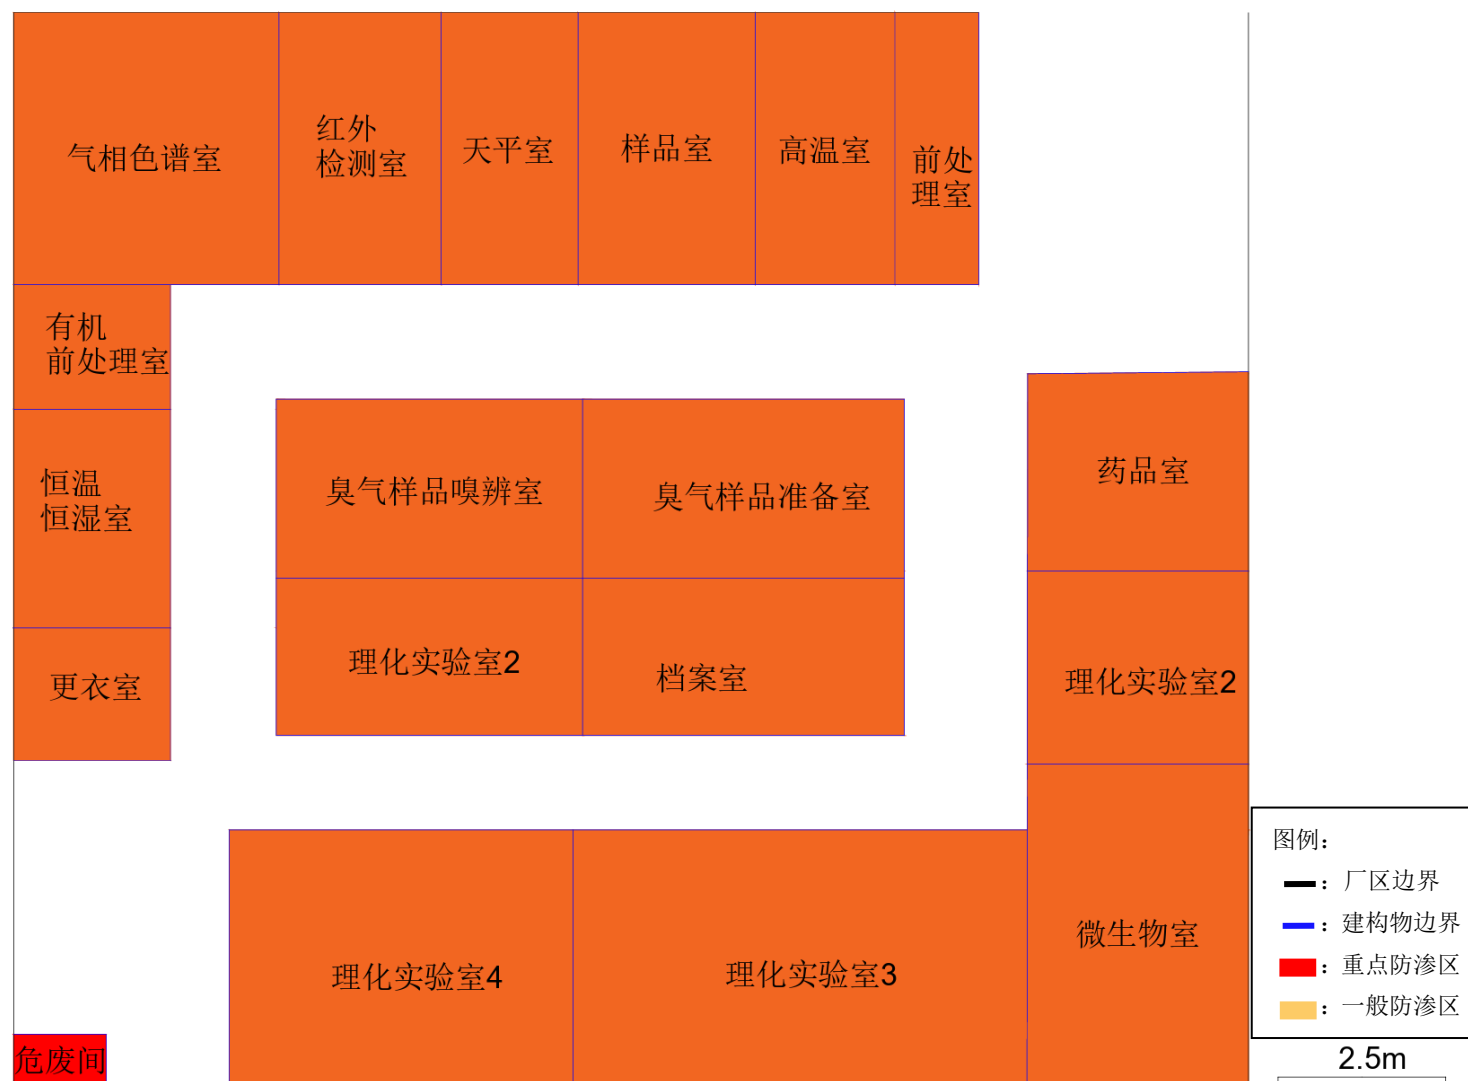 气相色谱室
红外
检测室
天平室
样品室
高温室
前处
理室
有机
前处理室
恒温
恒湿室
更衣室
臭气样品嗅辨室
臭气样品准备室
理化实验室2
档案室
药品室
理化实验室2
微生物室
理化实验室4
理化实验室3
危废间
图例：
：厂区边界
：建构物边界
：重点防渗区
：一般防渗区
2.5m